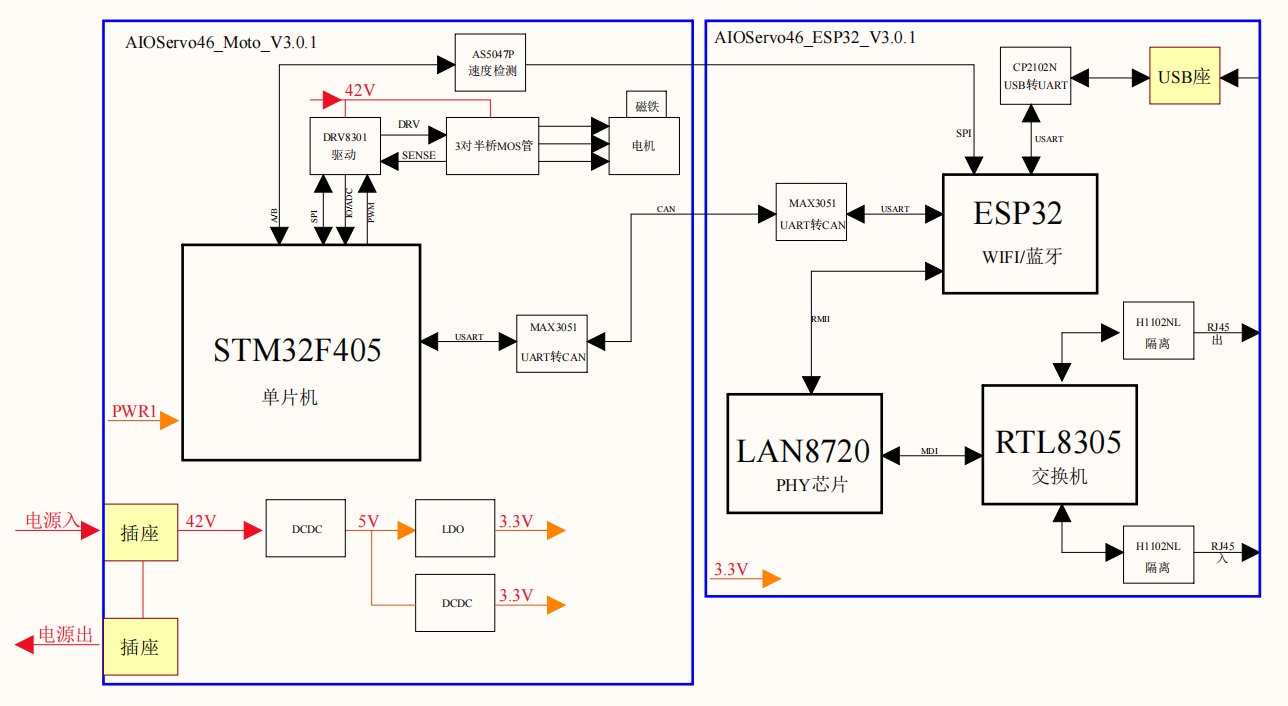 AIOServo46_Moto_V3.0.1
AS5047P
速度检测
42V
磁铁
DRV8301
驱动
DRV
SENSE
3对半桥MOS管
电机
A/B
SPI
IO/ADC
PWM
CAN
STM32F405
单片机
USART
MAX3051
UART转CAN
PWR1
电源入
插座
42V
DCDC
5V
LDO
3.3V
DCDC
3.3V
电源出
插座
AIOServo46_ESP32_V3.0.1
CP2102N
USB转UART
USB座
SPI
USART
MAX3051
UART转CAN
USART
ESP32
WIFI/蓝牙
RMII
H1102NL
隔离
RJ45
出
LAN8720
PHY芯片
MDI
RTL8305
交换机
H1102NL
隔离
RJ45
入
3.3V